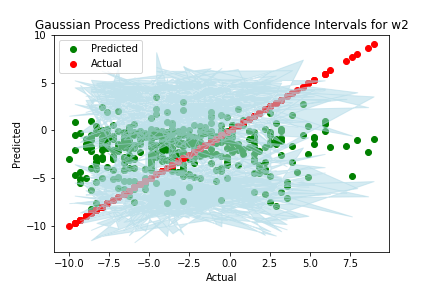 Gaussian Process Predictions with Confidence Intervals for w2
Predicted
Actual
10
5
0
−5
−10
Predicted
−10.0 −7.5 −5.0 −2.5 0.0 2.5 5.0 7.5
Actual